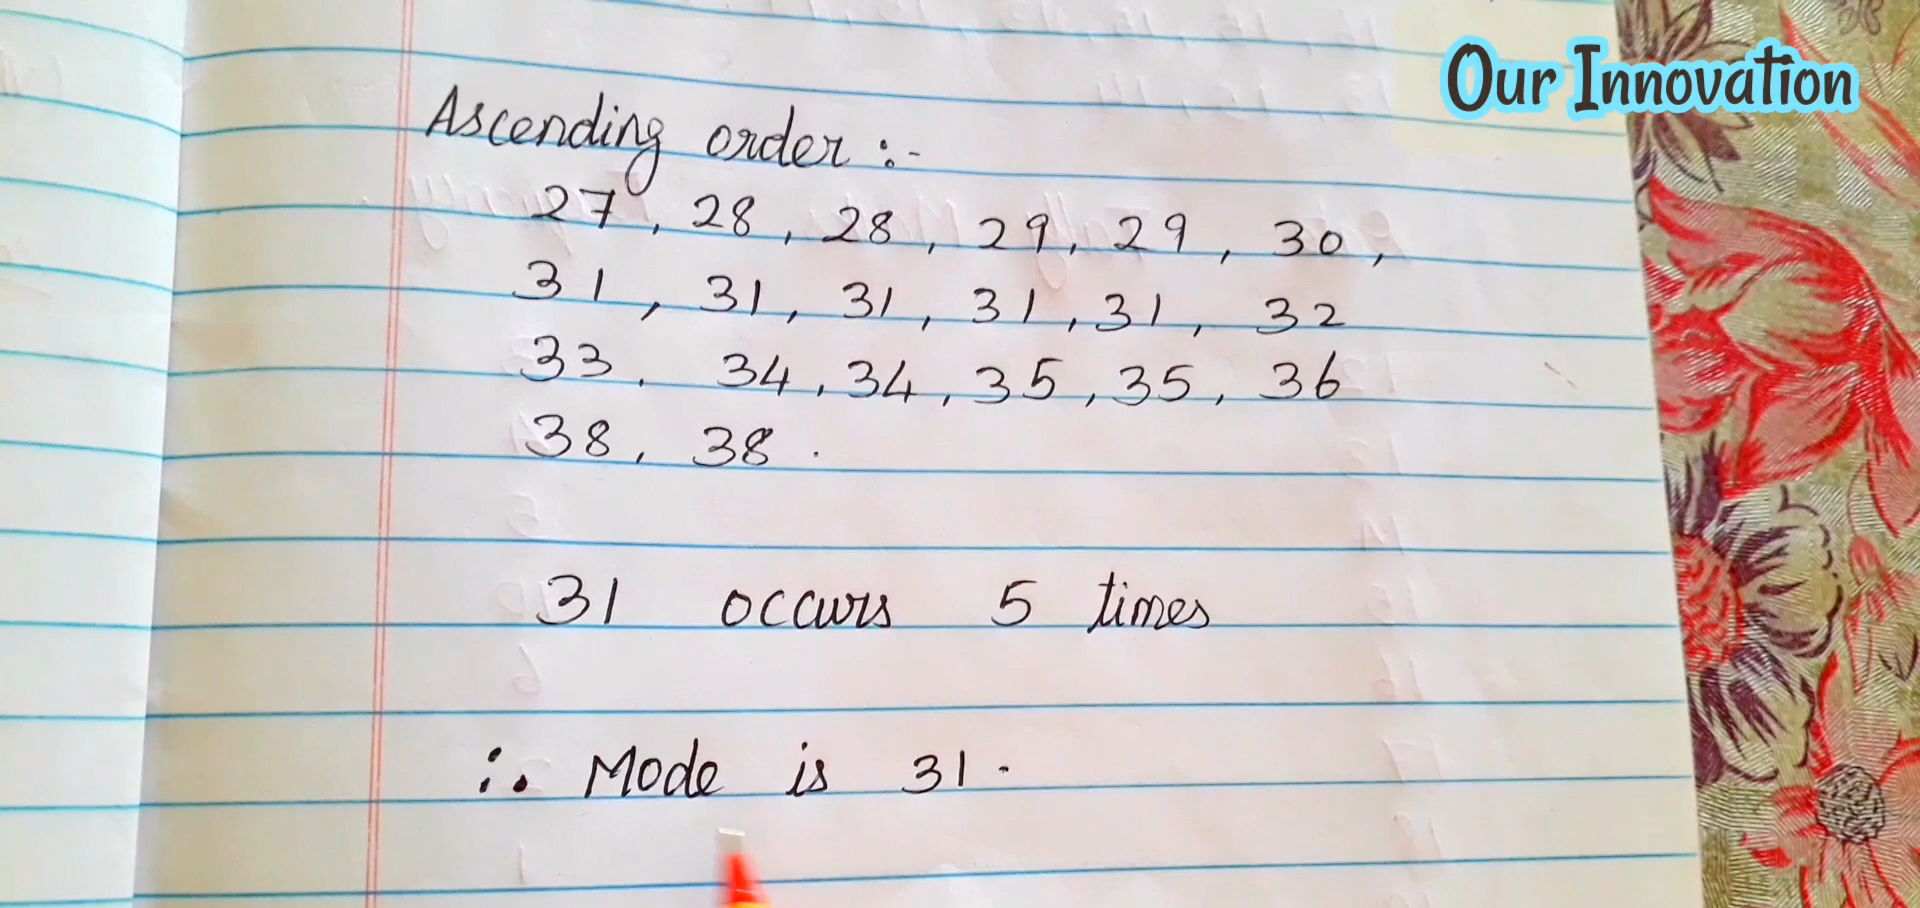 Our Innovation
Ascending order :-
27, 28, 28, 29, 29, 30,
31, 31, 31, 31, 31, 32
33. 34, 34, 35, 35, 36
38, 38.
31 occurs 5 times
∴ Mode is 31.